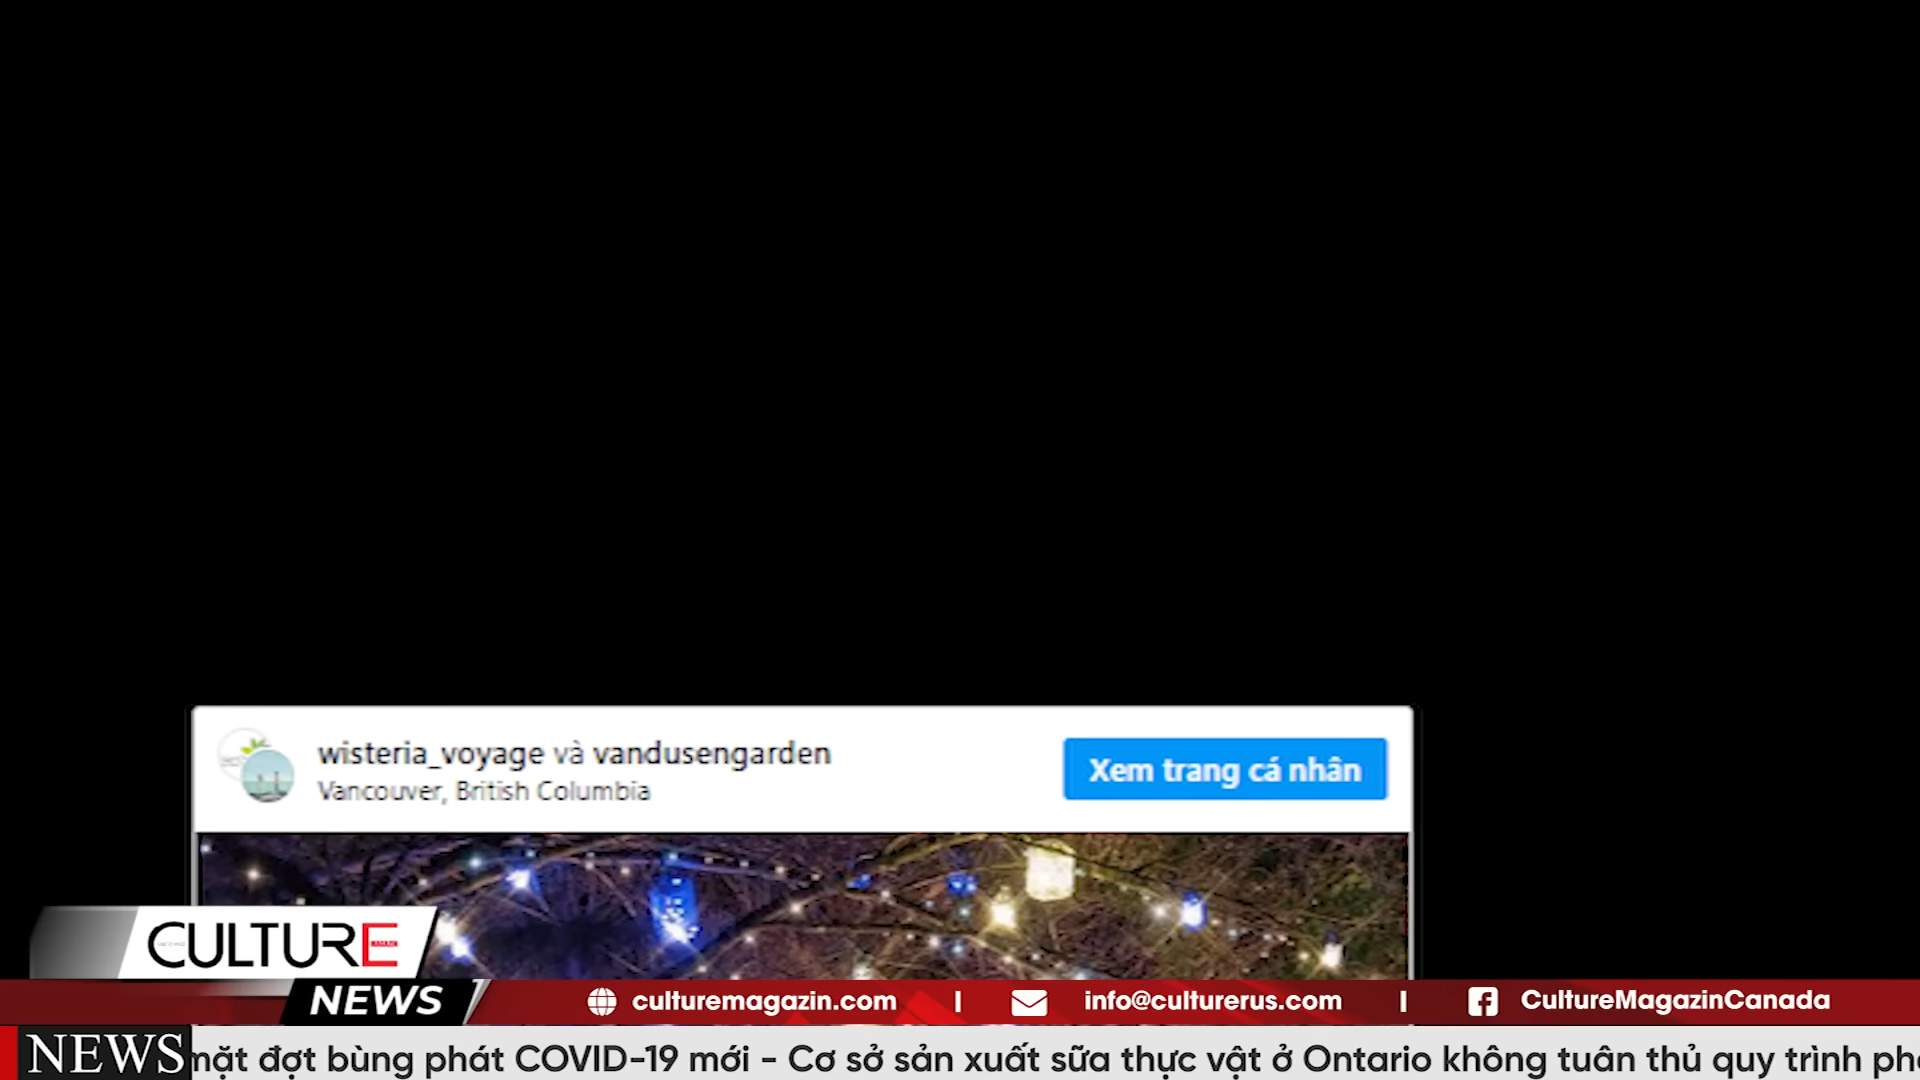 wisteria_voyage và vandusengarden
Vancouver, British Columbia
Xem trang cá nhân
CULTURE
MAGAZIN
NEWS
culturemagazin.com | info@culturerus.com | CultureMagazinCanada
NEWS
mặt đợt bùng phát COVID-19 mới - Cơ sở sản xuất sữa thực vật ở Ontario không tuân thủ quy trình